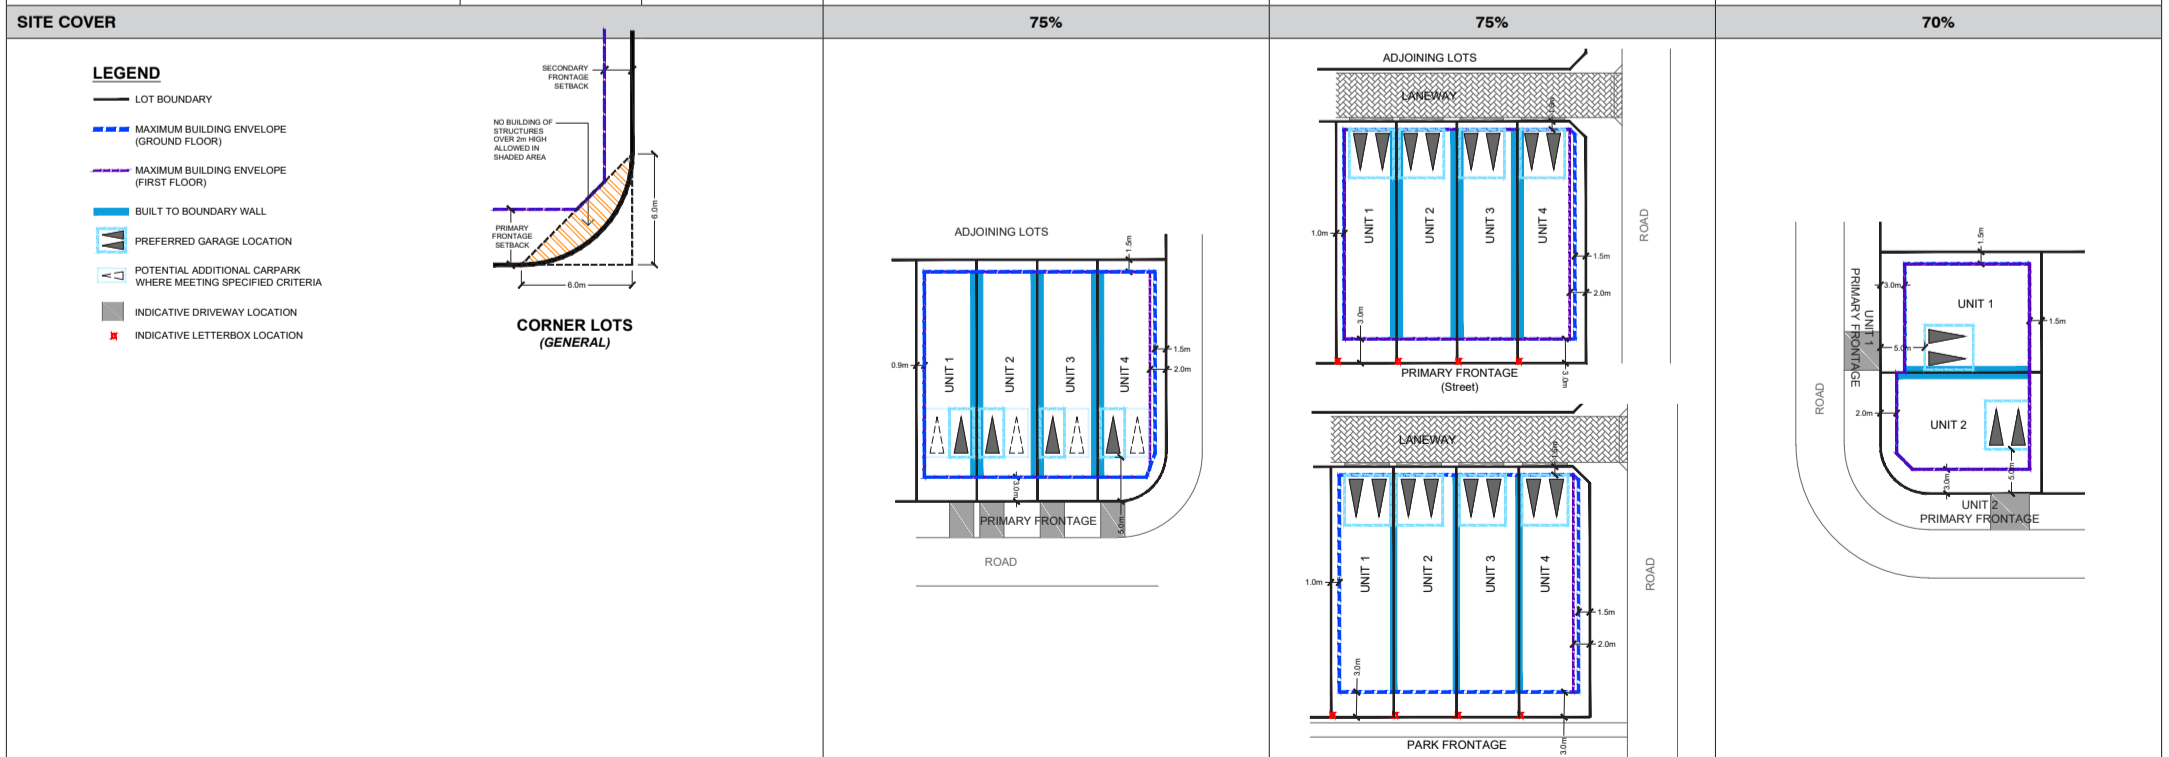 SITE COVER
75%
75%
70%
LEGEND
LOT BOUNDARY
MAXIMUM BUILDING ENVELOPE
(GROUND FLOOR)
MAXIMUM BUILDING ENVELOPE
(FIRST FLOOR)
BUILT TO BOUNDARY WALL
PREFERRED GARAGE LOCATION
POTENTIAL ADDITIONAL CARPARK
WHERE MEETING SPECIFIED CRITERIA
INDICATIVE DRIVEWAY LOCATION
INDICATIVE LETTERBOX LOCATION
SECONDARY
FRONTAGE
SETBACK
NO BUILDING OF
STRUCTURES
OVER 2m HIGH
ALLOWED IN
SHADED AREA
PRIMARY
FRONTAGE
SETBACK
6.0m
6.0m
CORNER LOTS
(GENERAL)
ADJOINING LOTS
1.5m
0.9m
UNIT 1
UNIT 2
UNIT 3
UNIT 4
1.5m
2.0m
3.0m
5.0m
PRIMARY FRONTAGE
ROAD
ADJOINING LOTS
LANEWAY
1.5m
1.0m
UNIT 1
UNIT 2
UNIT 3
UNIT 4
ROAD
1.5m
2.0m
3.0m
3.0m
PRIMARY FRONTAGE
(Street)
LANEWAY
1.5m
1.0m
UNIT 1
UNIT 2
UNIT 3
UNIT 4
ROAD
1.5m
2.0m
3.0m
3.0m
PARK FRONTAGE
1.5m
3.0m
UNIT 1
1.5m
5.0m
UNIT 1
PRIMARY FRONTAGE
ROAD
2.0m
UNIT 2
3.0m
5.0m
UNIT 2
PRIMARY FRONTAGE